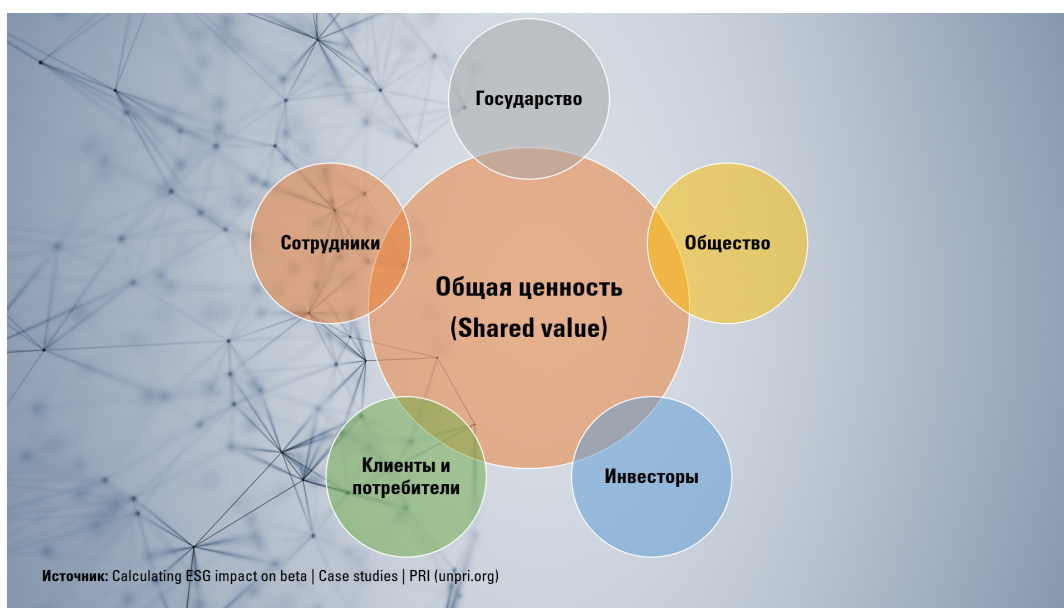 Государство
Сотрудники
Общество
Общая ценность
(Shared value)
Клиенты и
потребители
Инвесторы
Источник: Calculating ESG impact on beta | Case studies | PRI (unpri.org)